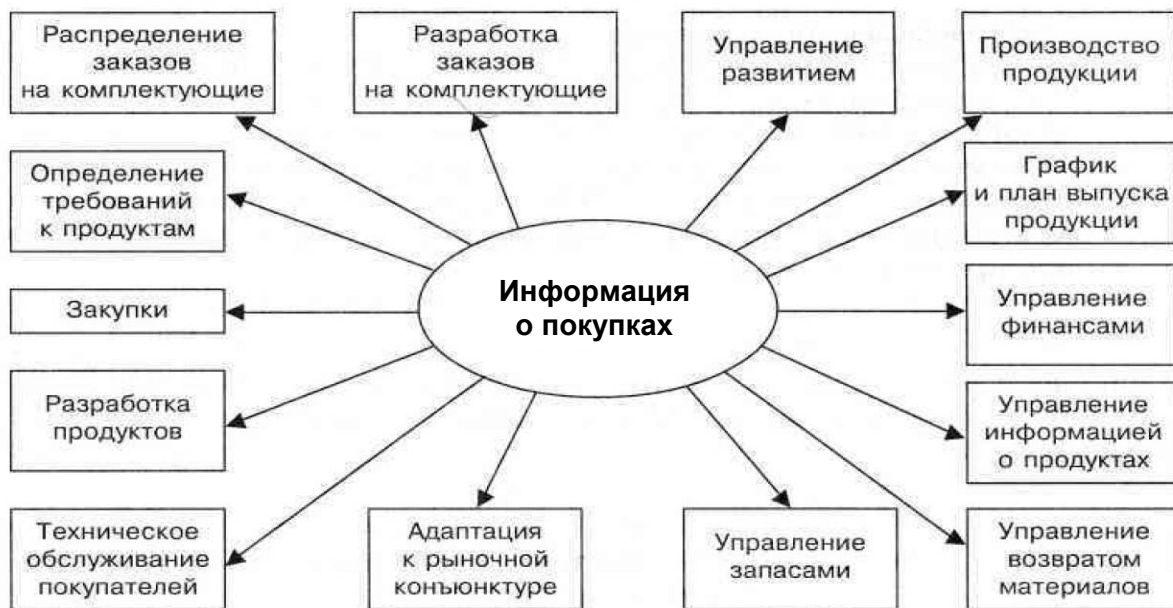 Распределение
заказов
на комплектующие
Разработка
заказов
на комплектующие
Управление
развитием
Производство
продукции
Определение
требований
к продуктам
График
и план выпуска
продукции
Информация
о покупках
Закупки
Управление
финансами
Разработка
продуктов
Управление
информацией
о продуктах
Техническое
обслуживание
покупателей
Адаптация
к рыночной
конъюнктуре
Управление
запасами
Управление
возвратом
материалов